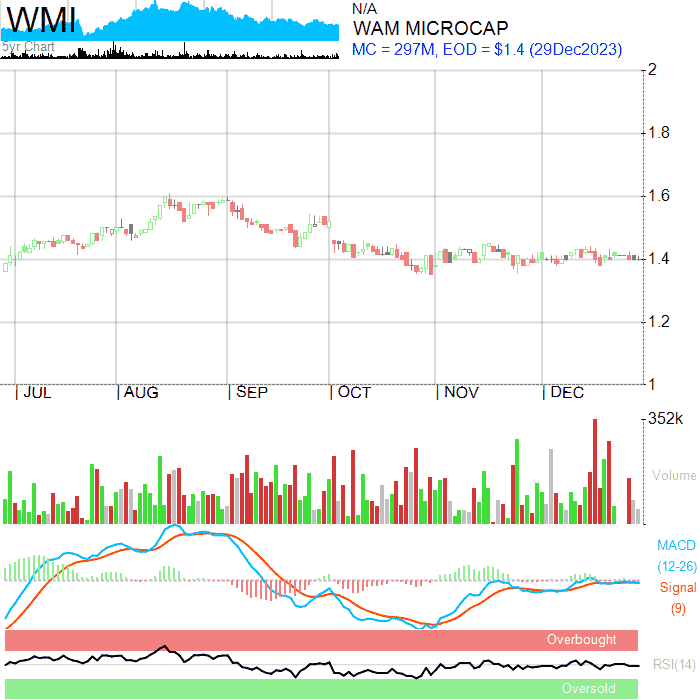 WMI
5yr Chart
N/A
WAM MICROCAP
MC = 297M, EOD = $1.4 (29Dec2023)
2
1.8
1.6
1.4
1.2
1
JUL AUG SEP OCT NOV DEC
352k
Volume
MACD
(12-26)
Signal
(9)
Overbought
RSI(14)
Oversold